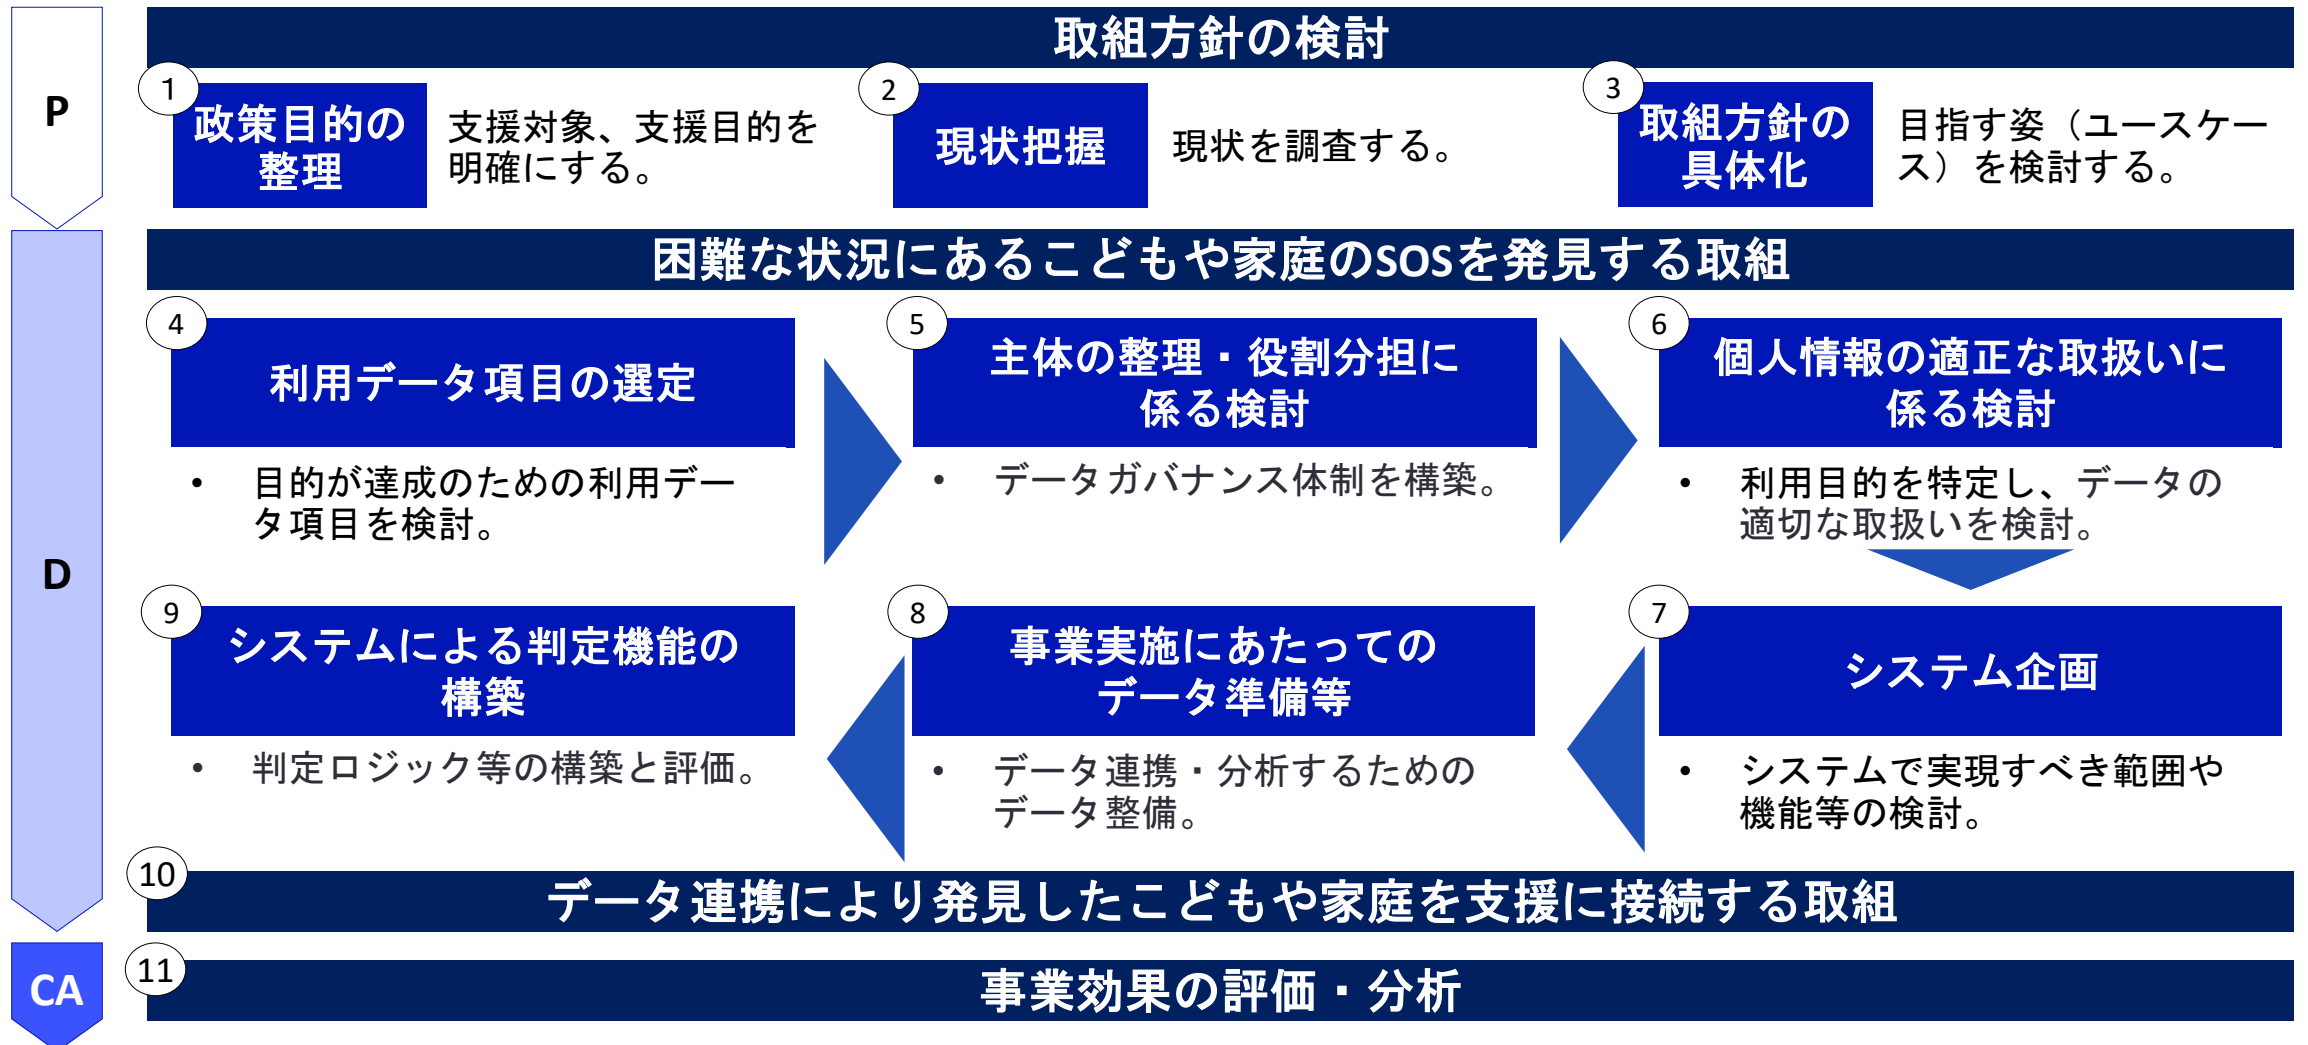 P
取組方針の検討
1
政策目的の
整理
支援対象、支援目的を
明確にする。
2
現状把握
現状を調査する。
3
取組方針の
具体化
目指す姿（ユースケー
ス）を検討する。
D
困難な状況にあるこどもや家庭のSOSを発見する取組
4
利用データ項目の選定
• 目的が達成のための利用デー
タ項目を検討。
5
主体の整理・役割分担に
係る検討
• データガバナンス体制を構築。
6
個人情報の適正な取扱いに
係る検討
• 利用目的を特定し、データの
適切な取扱いを検討。
7
システム企画
• システムで実現すべき範囲や
機能等の検討。
8
事業実施にあたっての
データ準備等
• データ連携・分析するための
データ整備。
9
システムによる判定機能の
構築
• 判定ロジック等の構築と評価。
10
データ連携により発見したこどもや家庭を支援に接続する取組
CA
11
事業効果の評価・分析